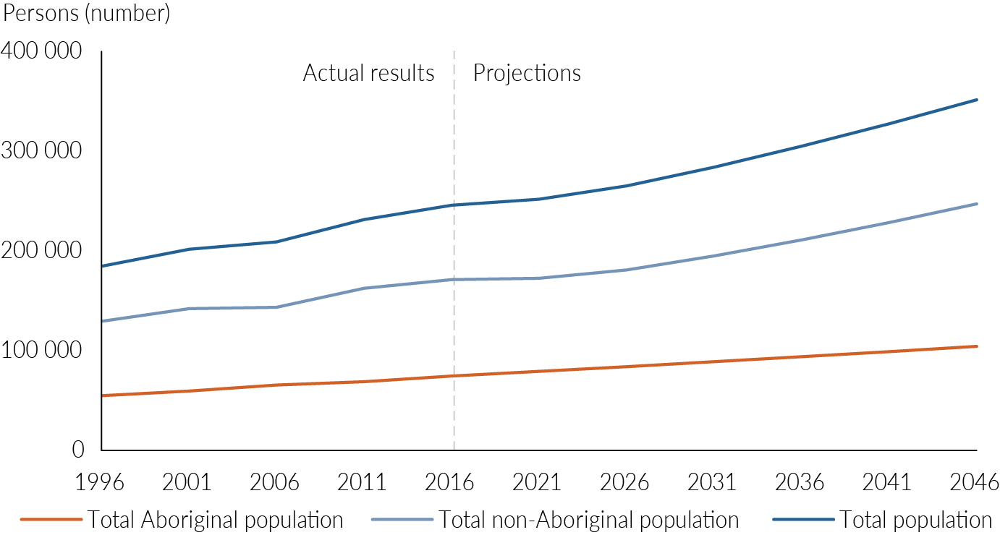 Persons (number)
400 000
Actual results
Projections
300 000
200 000
100 000
0
1996 2001 2006 2011 2016 2021 2026 2031 2036 2041 2046
Total Aboriginal population Total non-Aboriginal population Total population